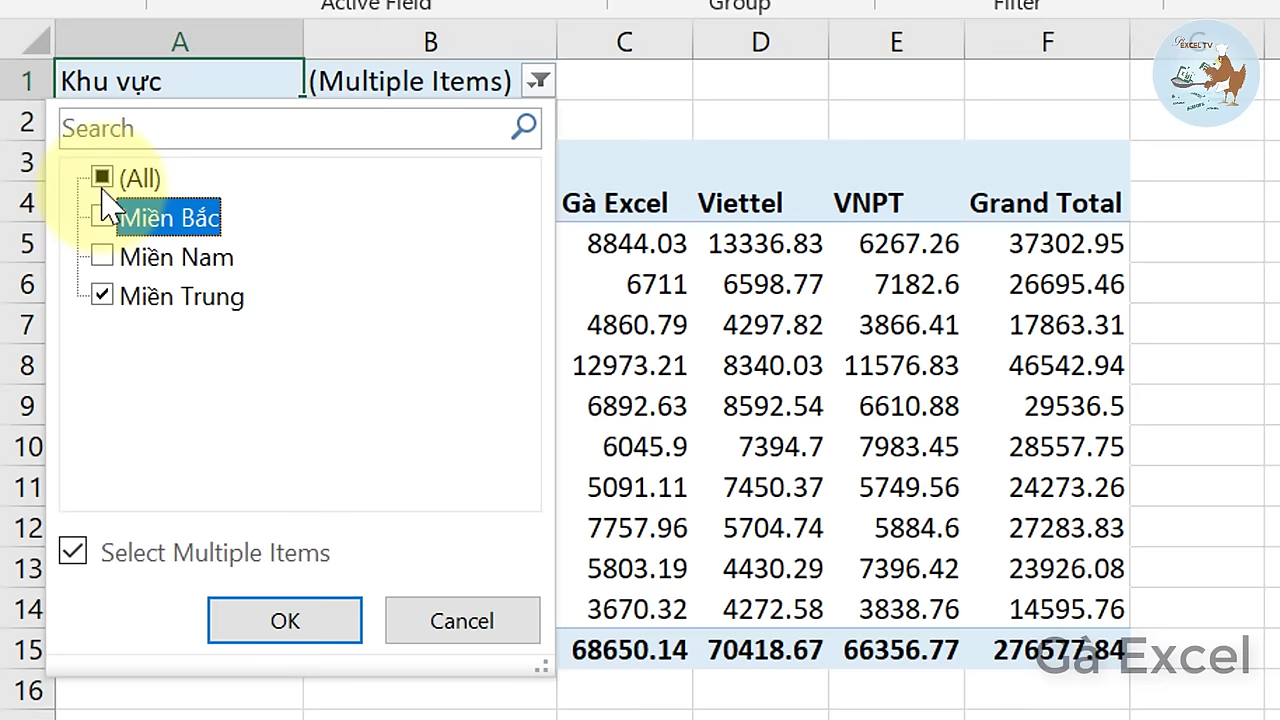 Active Field Group Filter
A B C D E F G
1 Khu vực (Multiple Items)
EXCEL TV
2 Search
3 (All)
4 Miền Bắc Gà Excel Viettel VNPT Grand Total
5 Miền Nam 8844.03 13336.83 6267.26 37302.95
6 Miền Trung 6711 6598.77 7182.6 26695.46
7 4860.79 4297.82 3866.41 17863.31
8 12973.21 8340.03 11576.83 46542.94
9 6892.63 8592.54 6610.88 29536.5
10 6045.9 7394.7 7983.45 28557.75
11 5091.11 7450.37 5749.56 24273.26
12 Select Multiple Items 7757.96 5704.74 5884.6 27283.83
13 5803.19 4430.29 7396.42 23926.08
14 OK Cancel 3670.32 4272.58 3838.76 14595.76
15 68650.14 70418.67 66356.77 276577.84
Gà Excel
16